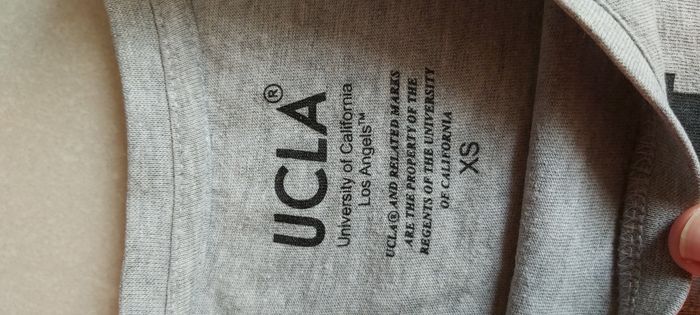 UCLA®
University of California
Los Angels™
UCLA® AND RELATED MARKS
ARE THE PROPERTY OF THE
REGENTS OF THE UNIVERSITY
OF CALIFORNIA
XS